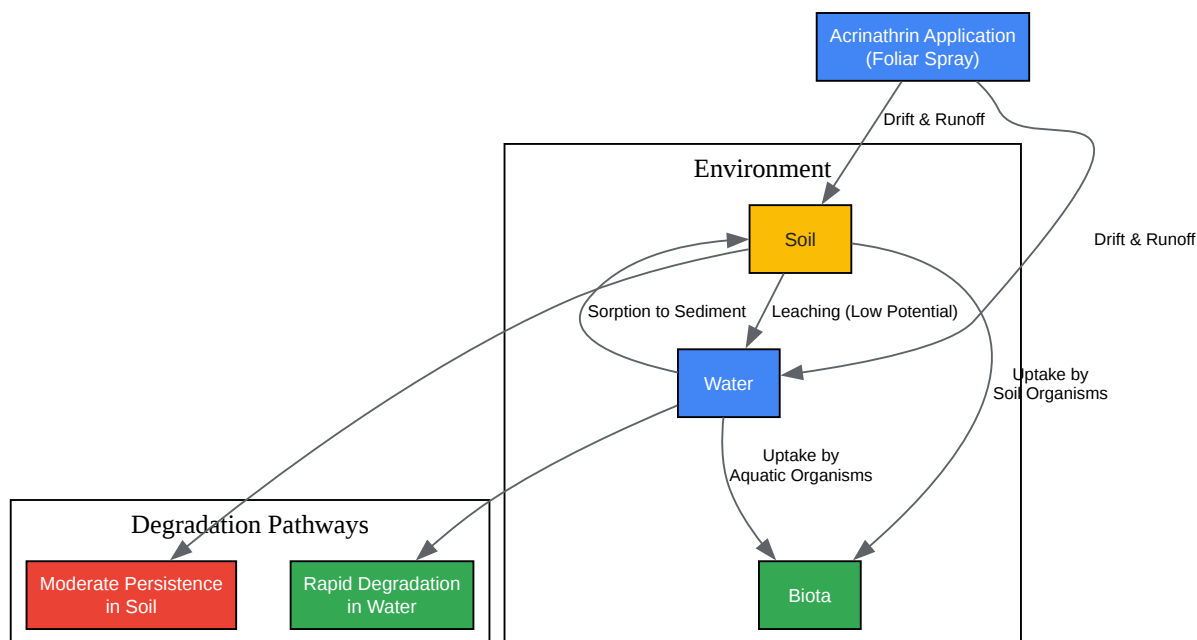 Acrinathrin Application
(Foliar Spray)
Drift & Runoff
Environment
Soil
Drift & Runoff
Sorption to Sediment
Leaching (Low Potential)
Water
Uptake by
Soil Organisms
Uptake by
Aquatic Organisms
Degradation Pathways
Moderate Persistence
in Soil
Rapid Degradation
in Water
Biota